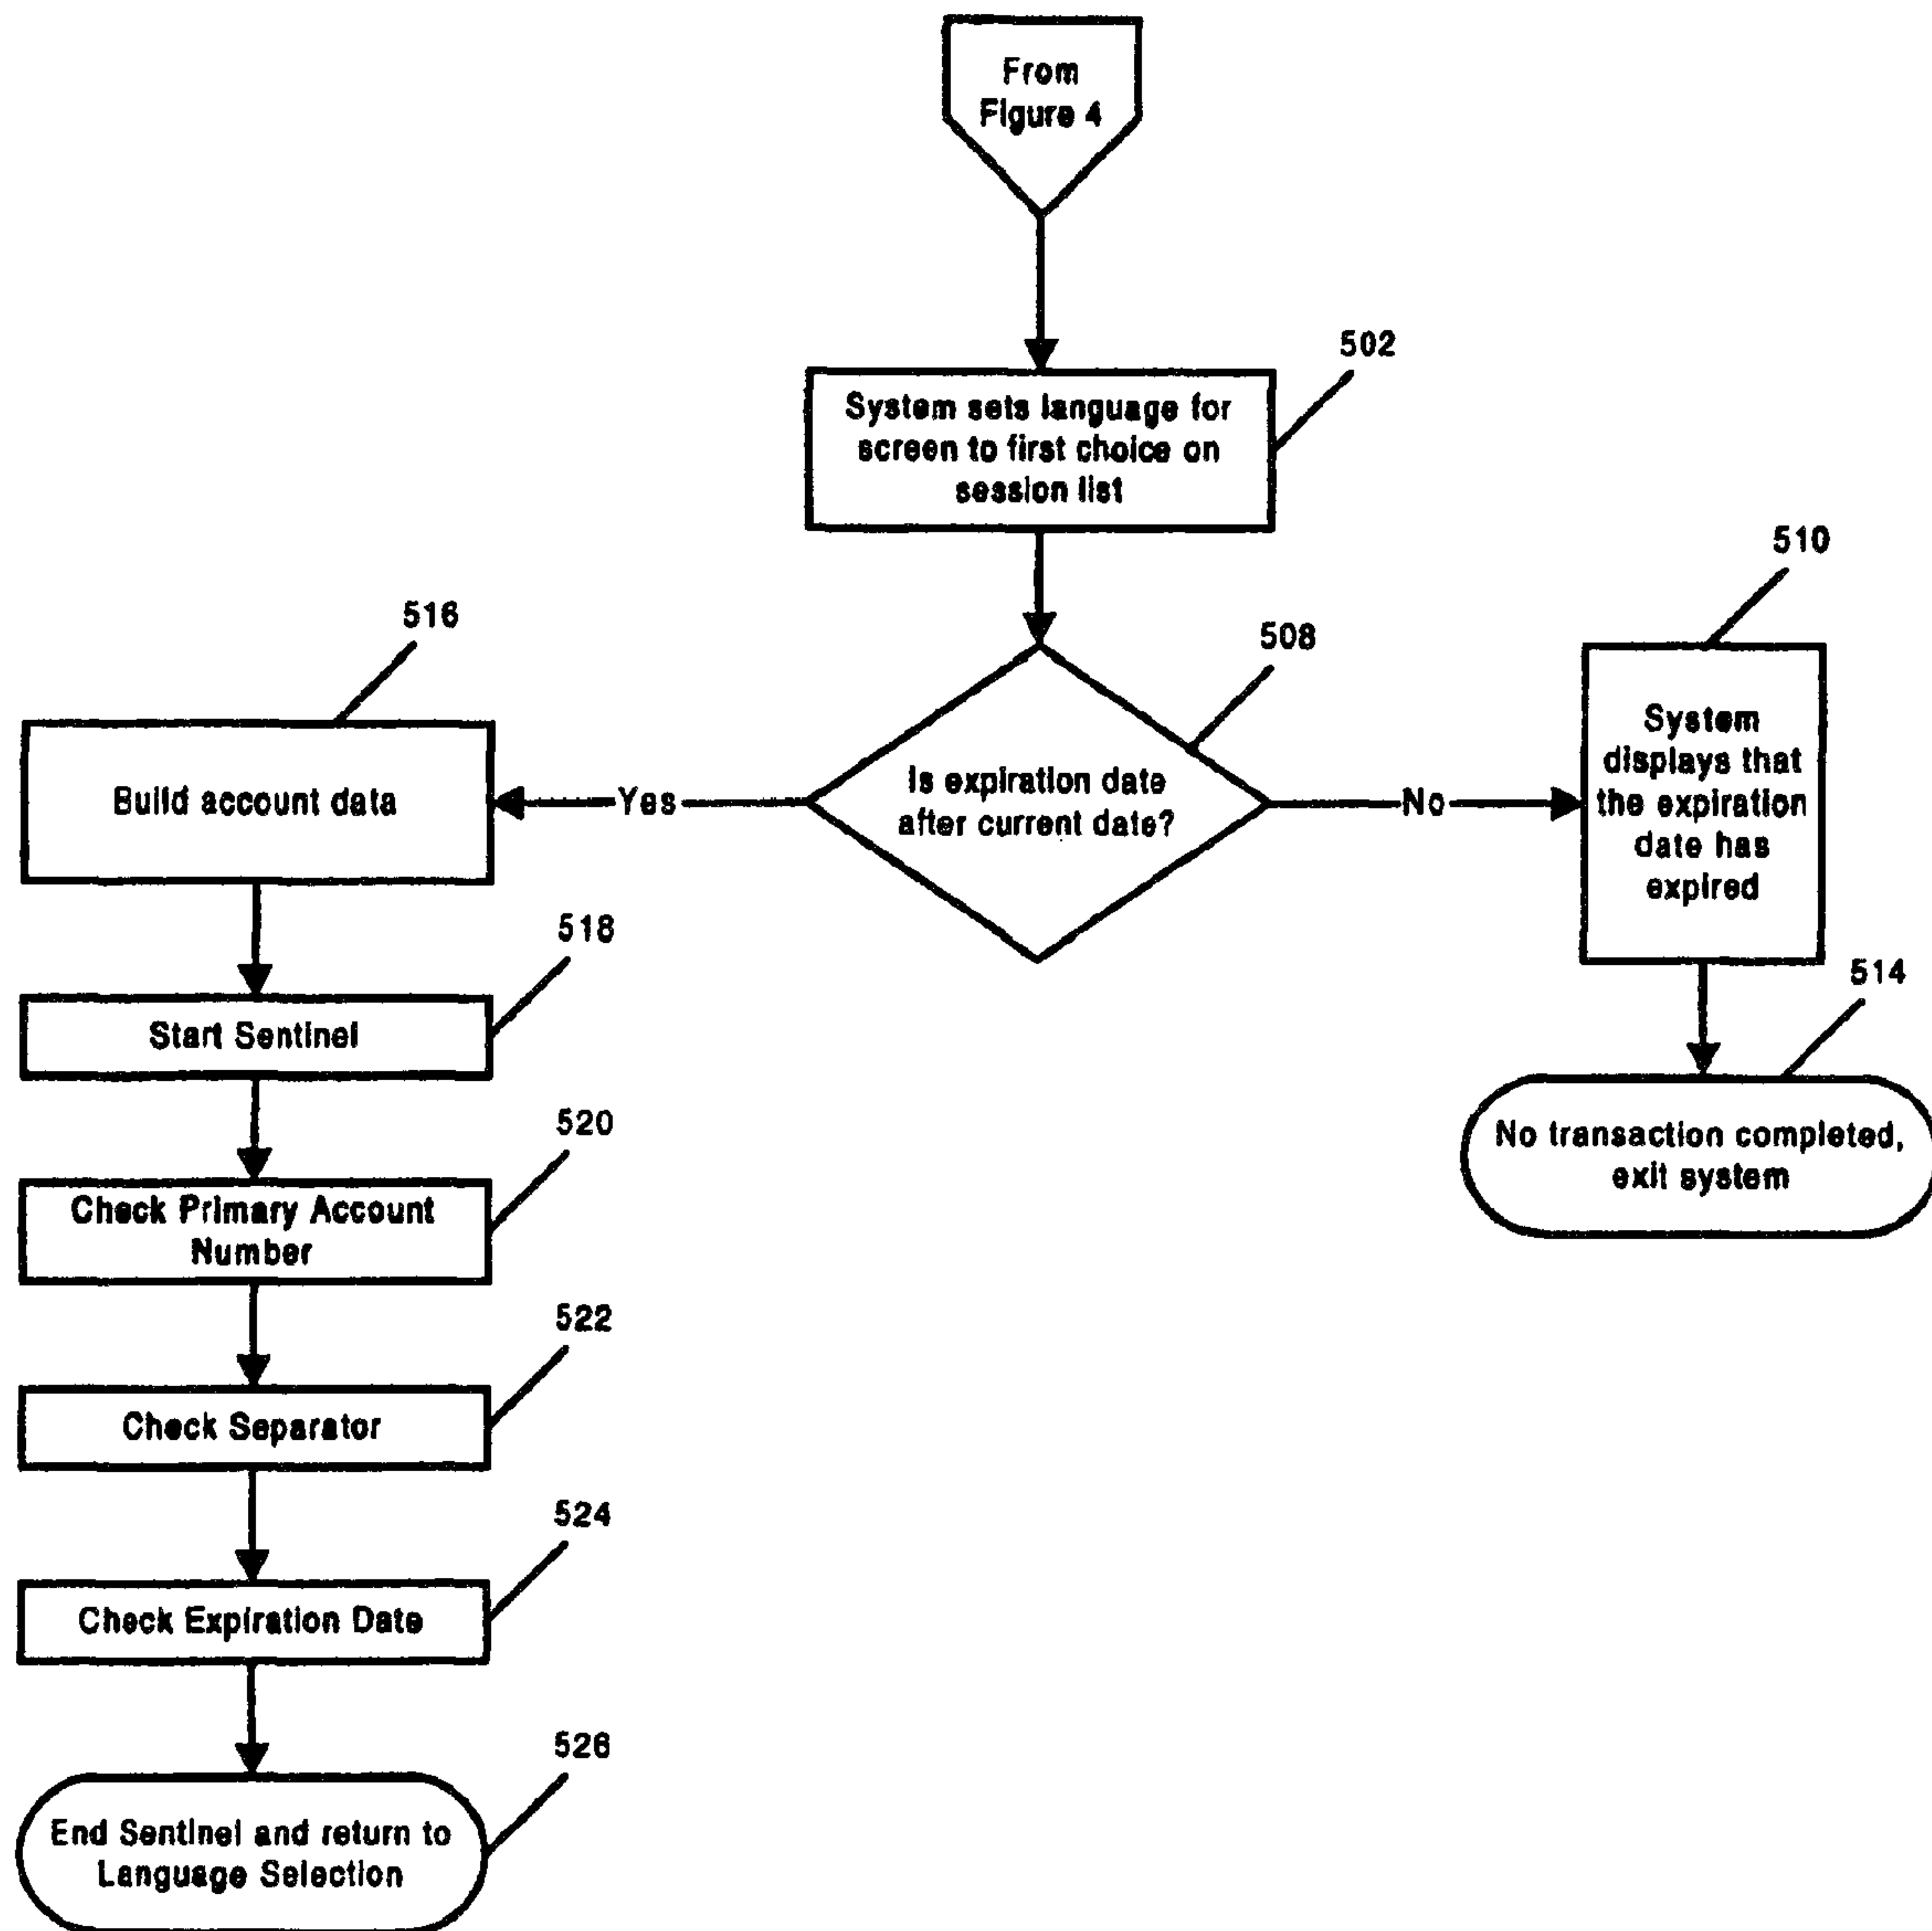 From
Figure 4
502
System sets language for
screen to first choice on
session list
510
516
508
System
displays that
the expiration
date has
expired
Build account data
Yes
Is expiration date
after current date?
No
518
514
Start Sentinel
520
No transaction completed,
exit system
Check Primary Account
Number
522
Check Separator
524
Check Expiration Date
526
End Sentinel and return to
Language Selection